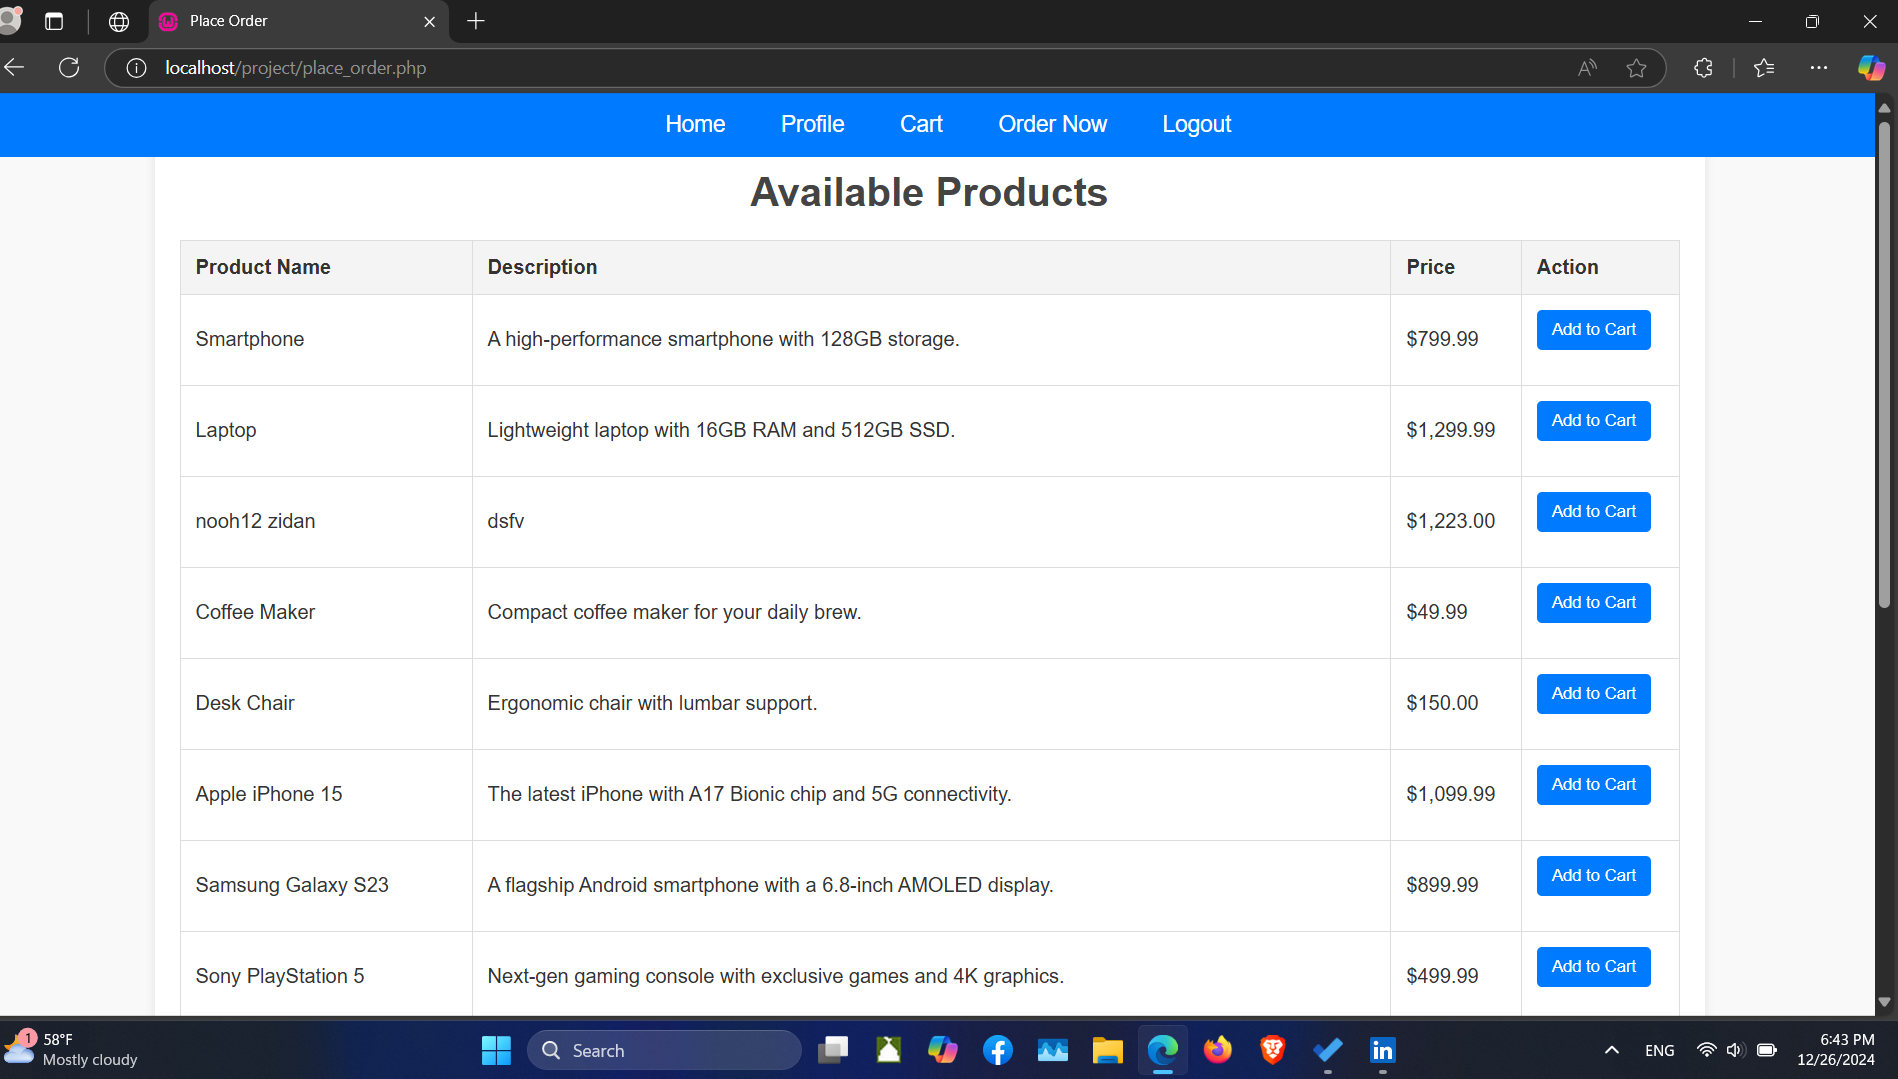 Place Order
localhost/project/place_order.php
Home Profile Cart Order Now Logout
Available Products
Product Name Description Price Action
Smartphone A high-performance smartphone with 128GB storage. $799.99 Add to Cart
Laptop Lightweight laptop with 16GB RAM and 512GB SSD. $1,299.99 Add to Cart
nooh12 zidan dsfv $1,223.00 Add to Cart
Coffee Maker Compact coffee maker for your daily brew. $49.99 Add to Cart
Desk Chair Ergonomic chair with lumbar support. $150.00 Add to Cart
Apple iPhone 15 The latest iPhone with A17 Bionic chip and 5G connectivity. $1,099.99 Add to Cart
Samsung Galaxy S23 A flagship Android smartphone with a 6.8-inch AMOLED display. $899.99 Add to Cart
Sony PlayStation 5 Next-gen gaming console with exclusive games and 4K graphics. $499.99 Add to Cart
1 58°F
Mostly cloudy
Search
ENG
6:43 PM
12/26/2024